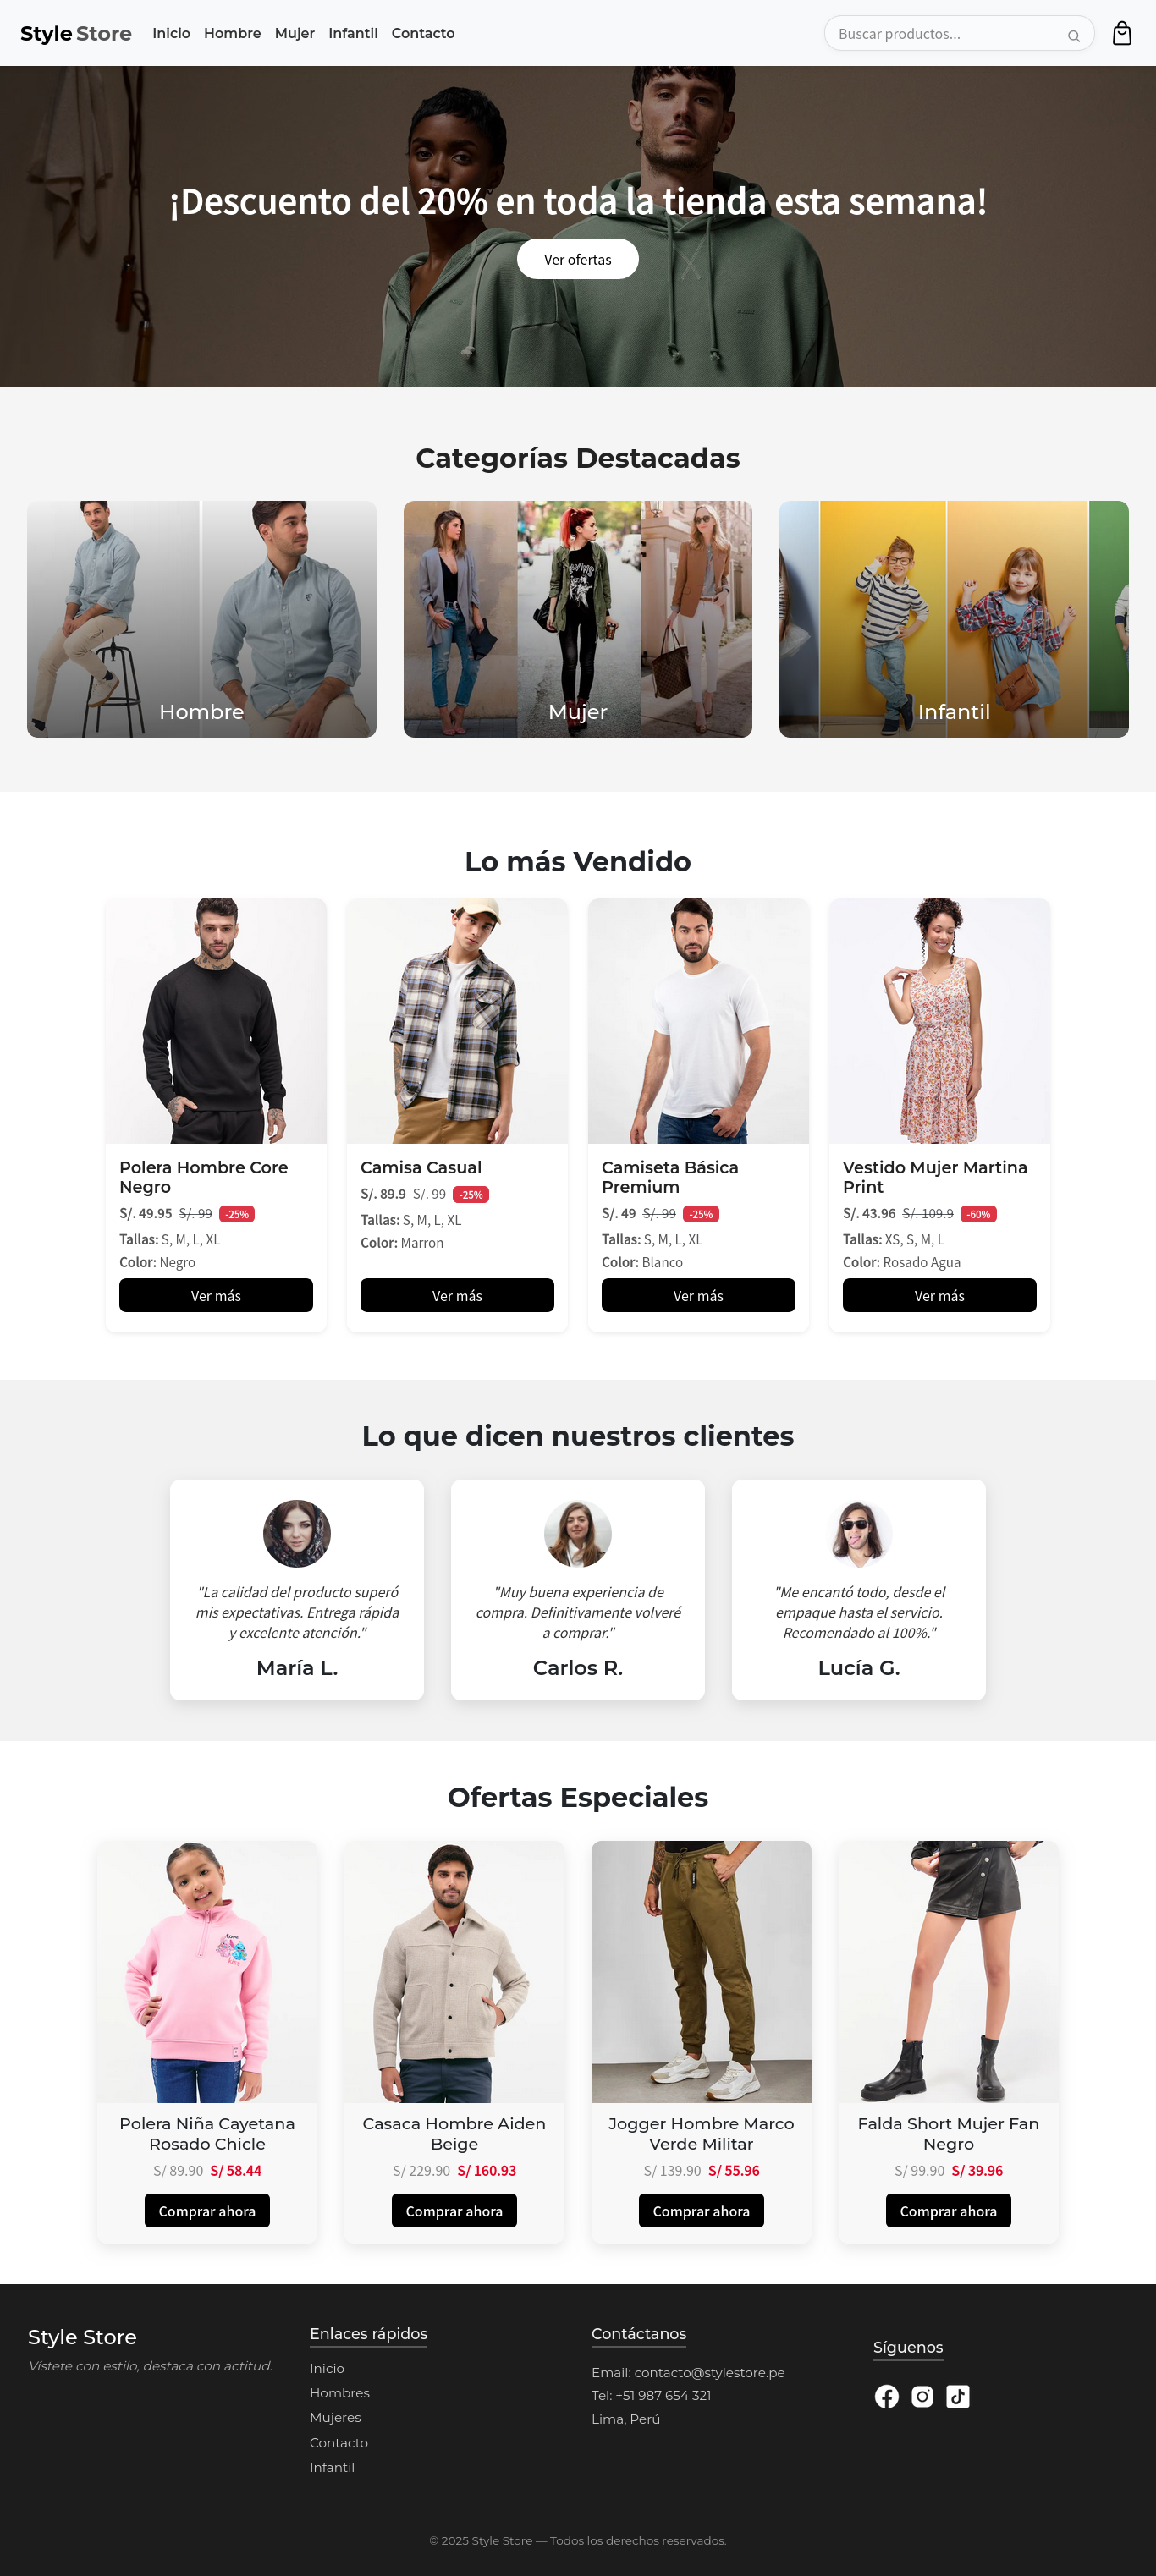 Style Store
Inicio
Hombre
Mujer
Infantil
Contacto
Buscar productos...
¡Descuento del 20% en toda la tienda esta semana!
Ver ofertas
Categorías Destacadas
Hombre
Mujer
Infantil
Lo más Vendido
Polera Hombre Core
Negro
S/. 49.95 S/. 99 -25%
Tallas: S, M, L, XL
Color: Negro
Ver más
Camisa Casual
S/. 89.9 S/. 99 -25%
Tallas: S, M, L, XL
Color: Marron
Ver más
Camiseta Básica
Premium
S/. 49 S/. 99 -25%
Tallas: S, M, L, XL
Color: Blanco
Ver más
Vestido Mujer Martina
Print
S/. 43.96 S/. 109.9 -60%
Tallas: XS, S, M, L
Color: Rosado Agua
Ver más
Lo que dicen nuestros clientes
"La calidad del producto superó
mis expectativas. Entrega rápida
y excelente atención."
María L.
"Muy buena experiencia de
compra. Definitivamente volveré
a comprar."
Carlos R.
"Me encantó todo, desde el
empaque hasta el servicio.
Recomendado al 100%."
Lucía G.
Ofertas Especiales
Polera Niña Cayetana
Rosado Chicle
S/ 89.90 S/ 58.44
Comprar ahora
Casaca Hombre Aiden
Beige
S/ 229.90 S/ 160.93
Comprar ahora
Jogger Hombre Marco
Verde Militar
S/ 139.90 S/ 55.96
Comprar ahora
Falda Short Mujer Fan
Negro
S/ 99.90 S/ 39.96
Comprar ahora
Style Store
Vístete con estilo, destaca con actitud.
Enlaces rápidos
Inicio
Hombres
Mujeres
Contacto
Infantil
Contáctanos
Email: contacto@stylestore.pe
Tel: +51 987 654 321
Lima, Perú
Síguenos
© 2025 Style Store — Todos los derechos reservados.